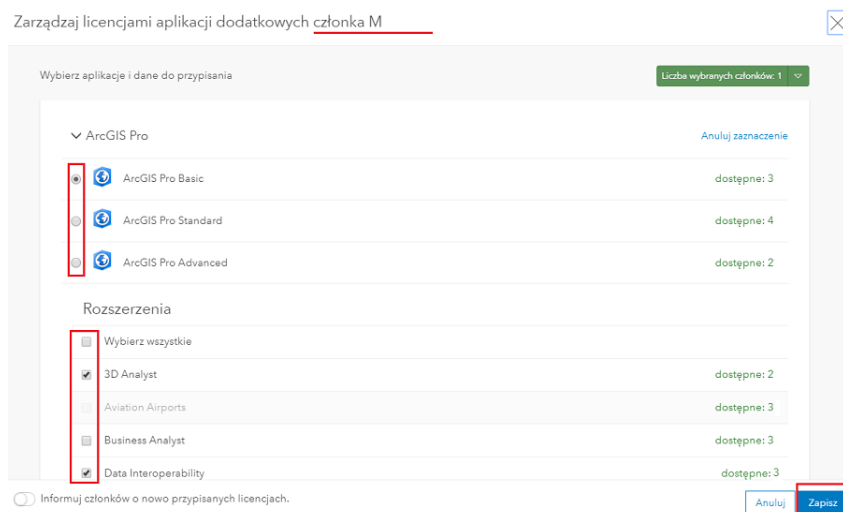 Zarządzaj licencjami aplikacji dodatkowych członka M
Wybierz aplikacje i dane do przypisania
Liczba wybranych członków: 1
ArcGIS Pro
Anuluj zaznaczenie
ArcGIS Pro Basic
dostępne: 3
ArcGIS Pro Standard
dostępne: 4
ArcGIS Pro Advanced
dostępne: 2
Rozszerzenia
Wybierz wszystkie
3D Analyst
dostępne: 2
Aviation Airports
dostępne: 3
Business Analyst
dostępne: 3
Data Interoperability
dostępne: 3
Informuj członków o nowo przypisanych licencjach.
Anuluj
Zapisz